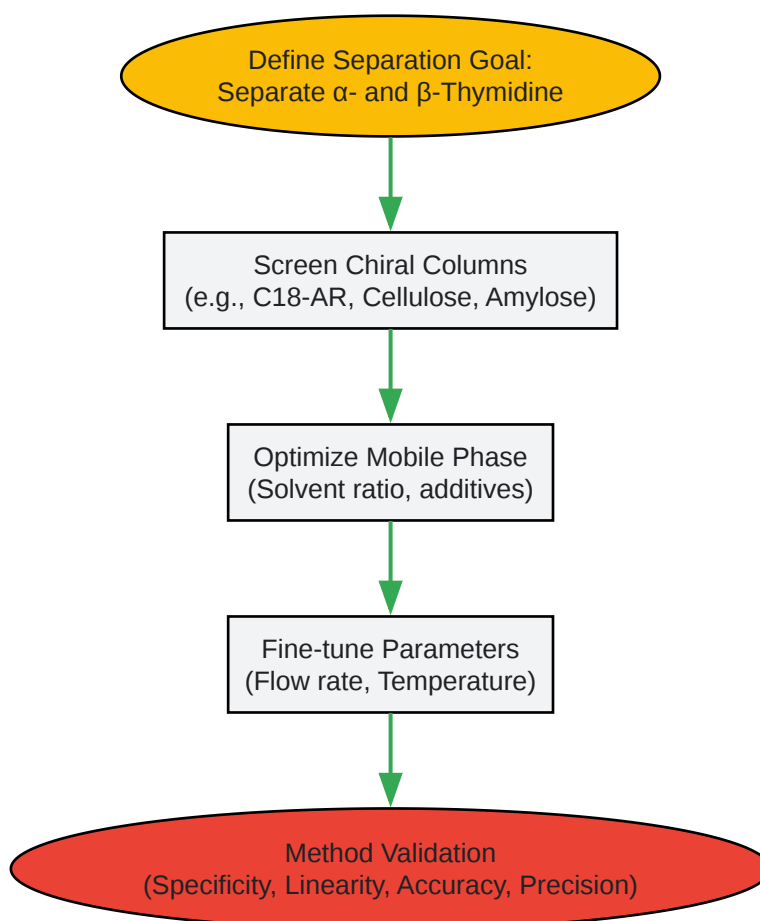 Define Separation Goal:
Separate α- and β-Thymidine
Screen Chiral Columns
(e.g., C18-AR, Cellulose, Amylose)
Optimize Mobile Phase
(Solvent ratio, additives)
Fine-tune Parameters
(Flow rate, Temperature)
Method Validation
(Specificity, Linearity, Accuracy, Precision)